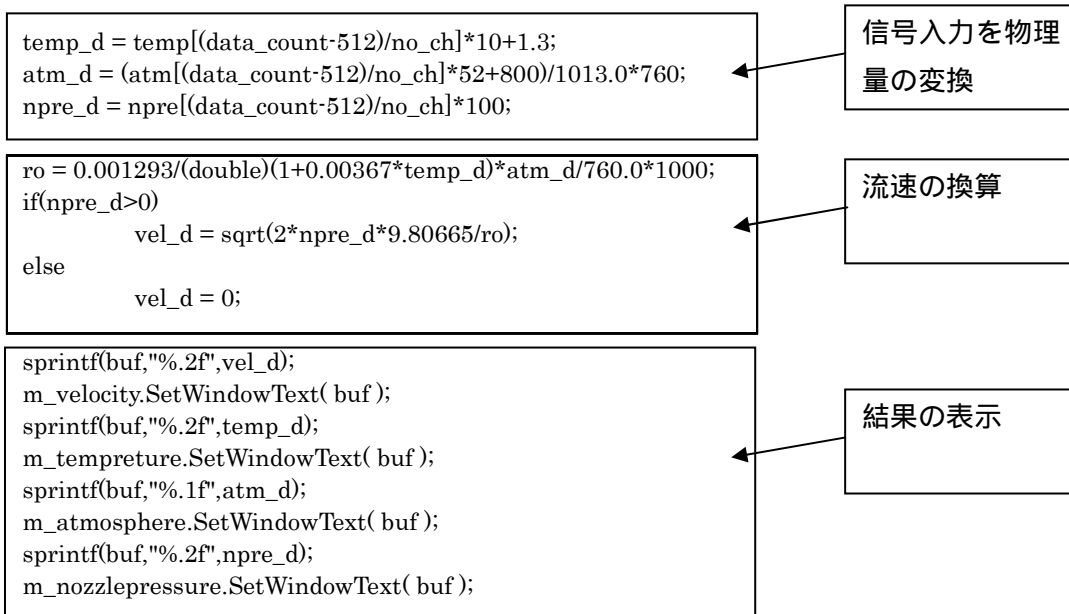 temp_d = temp[(data_count-512)/no_ch]*10+1.3;
atm_d = (atm[(data_count-512)/no_ch]*52+800)/1013.0*760;
npre_d = npre[(data_count-512)/no_ch]*100;
信号入力を物理
量の変換
ro = 0.001293/(double)(1+0.00367*temp_d)*atm_d/760.0*1000;
if(npre_d>0)
vel_d = sqrt(2*npre_d*9.80665/ro);
else
vel_d = 0;
流速の換算
sprintf(buf,"%.2f",vel_d);
m_velocity.SetWindowText( buf );
sprintf(buf,"%.2f",temp_d);
m_tempreture.SetWindowText( buf );
sprintf(buf,"%.1f",atm_d);
m_atmosphere.SetWindowText( buf );
sprintf(buf,"%.2f",npre_d);
m_nozzlepressure.SetWindowText( buf );
結果の表示